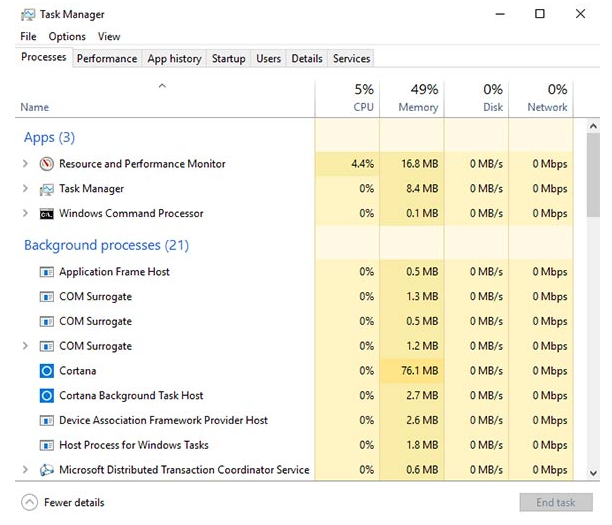 Task Manager
File Options View
Processes Performance App history Startup Users Details Services
5% 49% 0% 0%
Name CPU Memory Disk Network
Apps (3)
Resource and Performance Monitor 4.4% 16.8 MB 0 MB/s 0 Mbps
Task Manager 0% 8.4 MB 0 MB/s 0 Mbps
Windows Command Processor 0% 0.1 MB 0 MB/s 0 Mbps
Background processes (21)
Application Frame Host 0% 0.5 MB 0 MB/s 0 Mbps
COM Surrogate 0% 1.3 MB 0 MB/s 0 Mbps
COM Surrogate 0% 0.5 MB 0 MB/s 0 Mbps
COM Surrogate 0% 1.2 MB 0 MB/s 0 Mbps
Cortana 0% 76.1 MB 0 MB/s 0 Mbps
Cortana Background Task Host 0% 2.7 MB 0 MB/s 0 Mbps
Device Association Framework Provider Host 0% 2.6 MB 0 MB/s 0 Mbps
Host Process for Windows Tasks 0% 1.8 MB 0 MB/s 0 Mbps
Microsoft Distributed Transaction Coordinator Service 0% 0.6 MB 0 MB/s 0 Mbps
Fewer details End task